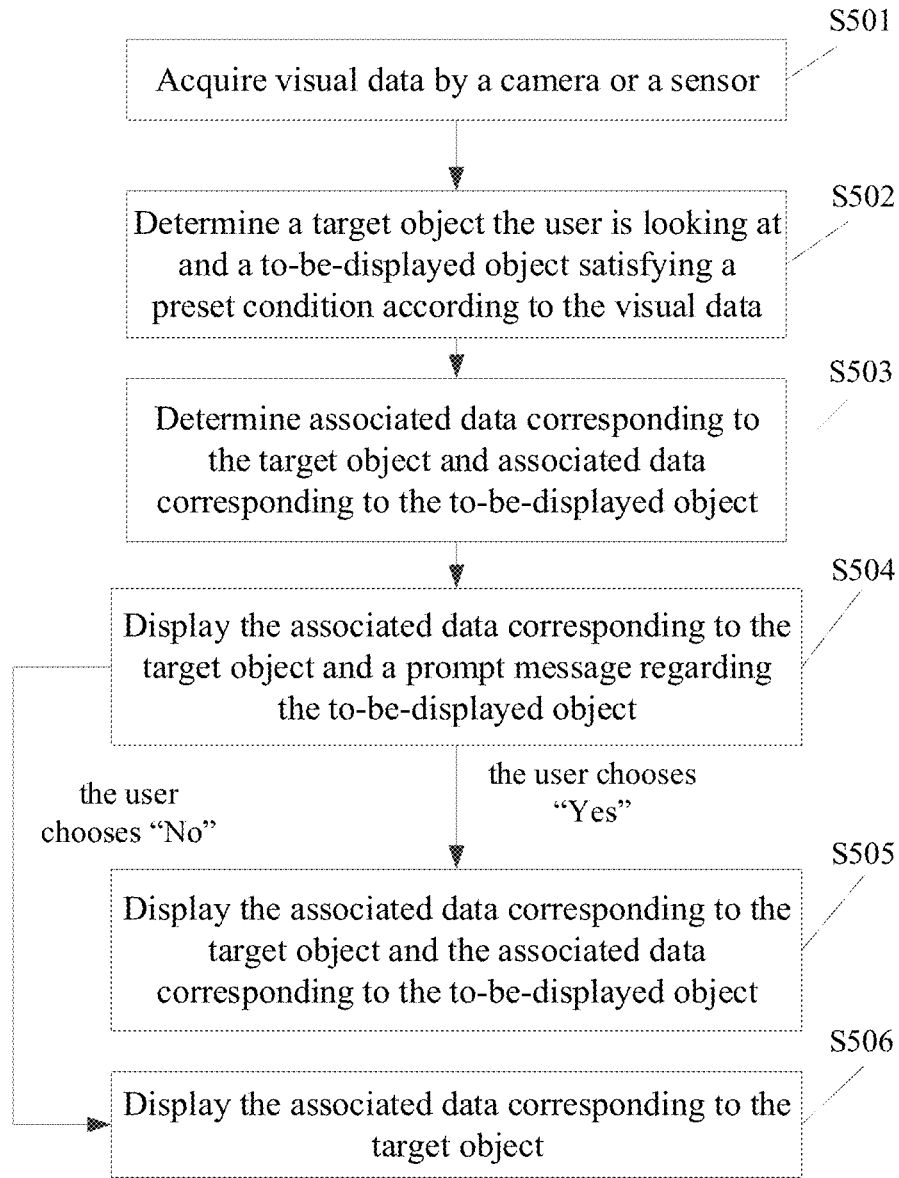 S501
Acquire visual data by a camera or a sensor
S502
Determine a target object the user is looking at
and a to-be-displayed object satisfying a
preset condition according to the visual data
S503
Determine associated data corresponding to
the target object and associated data
corresponding to the to-be-displayed object
S504
Display the associated data corresponding to the
target object and a prompt message regarding
the to-be-displayed object
the user
chooses “No”
the user chooses
“Yes”
S505
Display the associated data corresponding to the
target object and the associated data
corresponding to the to-be-displayed object
S506
Display the associated data corresponding to the
target object